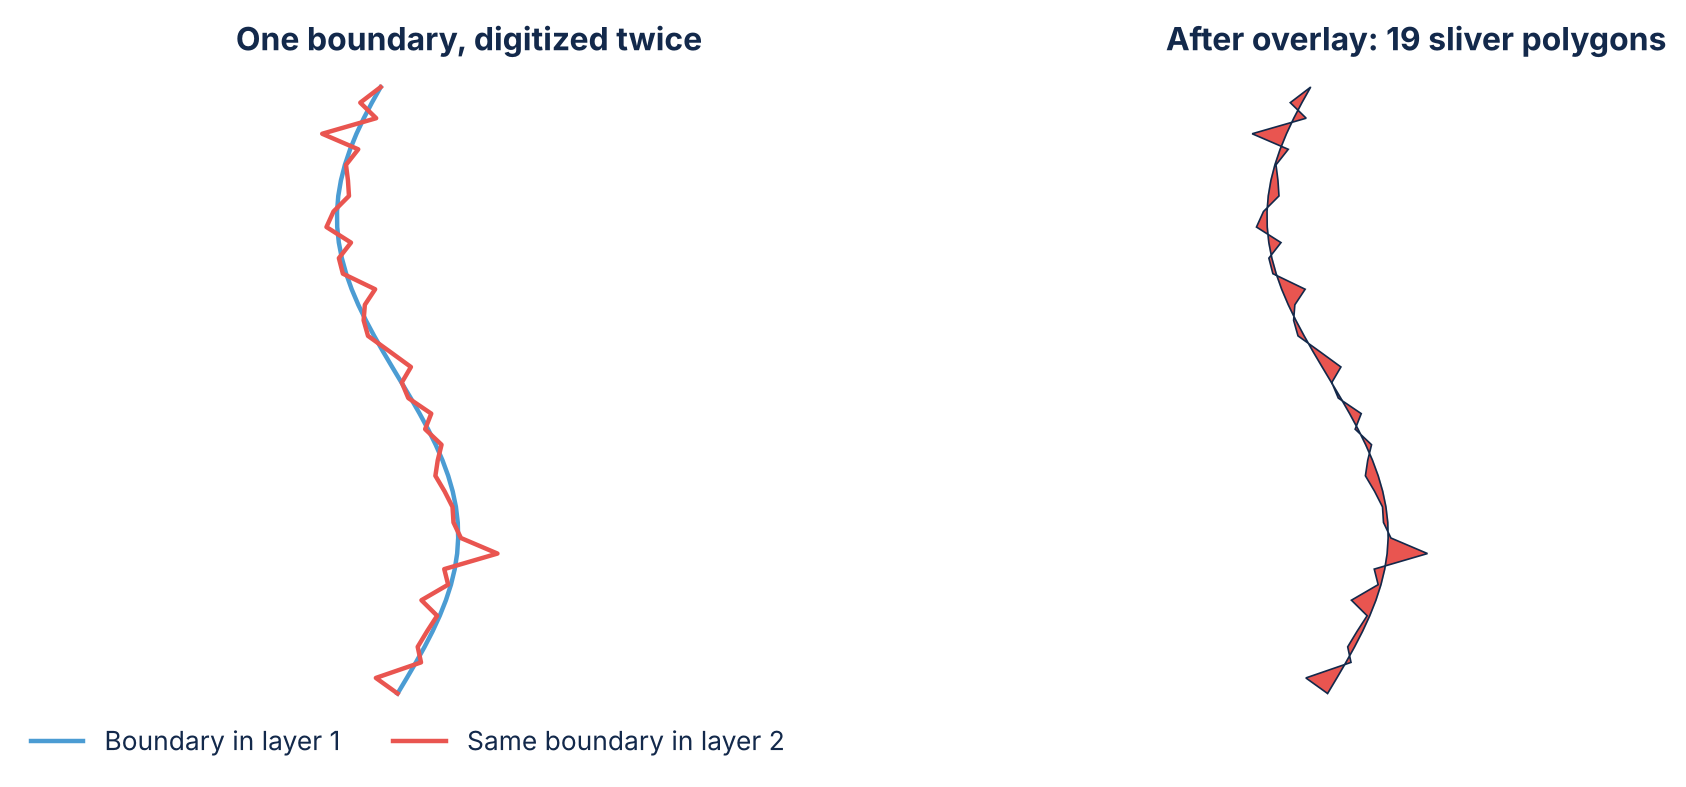 One boundary, digitized twice
After overlay: 19 sliver polygons
Boundary in layer 1
Same boundary in layer 2